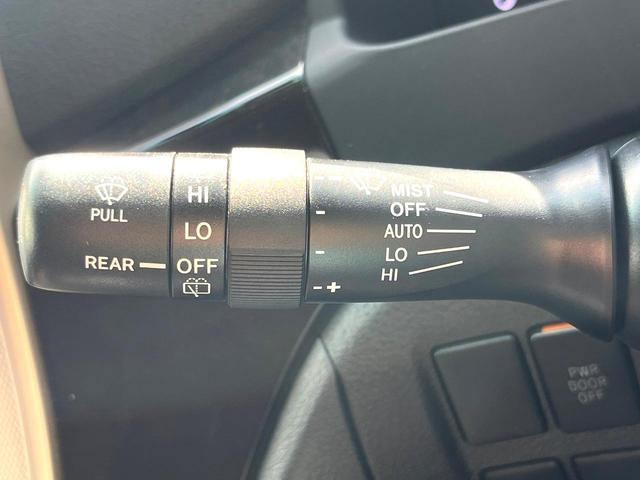 PULL
REAR
HI
LO
OFF
- +
MIST
OFF
AUTO
LO
HI
PWR
DOOR
OFF